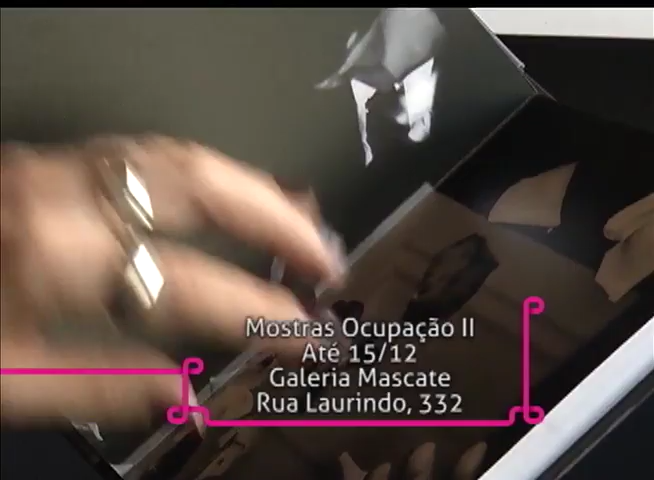 Mostras Ocupação II
Até 15/12
Galeria Mascate
Rua Laurindo, 332